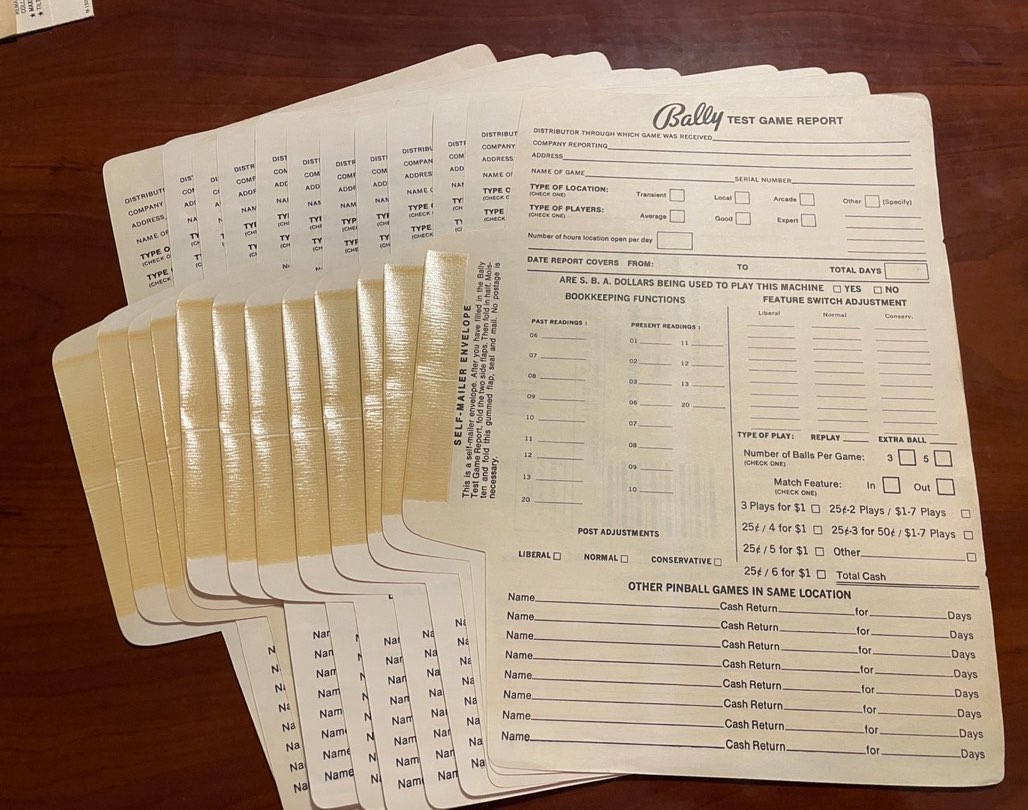 Bally TEST GAME REPORT
DISTRIBUTOR THROUGH WHICH GAME WAS RECEIVED
COMPANY REPORTING
ADDRESS
NAME OF GAME SERIAL NUMBER
TYPE OF LOCATION: Transient Local Arcade Other (Specify)
(CHECK ONE)
TYPE OF PLAYERS: Average Good Expert
(CHECK ONE)
Number of hours location open per day
DATE REPORT COVERS FROM: TO TOTAL DAYS
ARE S. B. A. DOLLARS BEING USED TO PLAY THIS MACHINE YES NO
BOOKKEEPING FUNCTIONS
PAST READINGS : PRESENT READINGS :
06 01 11
07 02 12
08 03 13
09 06 20
10 07
11 08
12 09
13 10
20
POST ADJUSTMENTS
LIBERAL NORMAL CONSERVATIVE
FEATURE SWITCH ADJUSTMENT
Liberal Normal Conserv.
TYPE OF PLAY: REPLAY EXTRA BALL
Number of Balls Per Game: 3 5
(CHECK ONE)
Match Feature: In Out
(CHECK ONE)
3 Plays for $1 25¢-2 Plays / $1-7 Plays
25¢ / 4 for $1 25¢-3 for 50¢ / $1-7 Plays
25¢ / 5 for $1 Other
25¢ / 6 for $1 Total Cash
OTHER PINBALL GAMES IN SAME LOCATION
Name Cash Return for Days
Name Cash Return for Days
Name Cash Return for Days
Name Cash Return for Days
Name Cash Return for Days
Name Cash Return for Days
Name Cash Return for Days
Name Cash Return for Days
SELF-MAILER ENVELOPE
This is a self-mailer envelope. After you have filled in the Bally
Test Game Report, fold the two side flaps. Then fold in half. Mois-
ten and fold this gummed flap, seal and mail. No postage is
necessary.